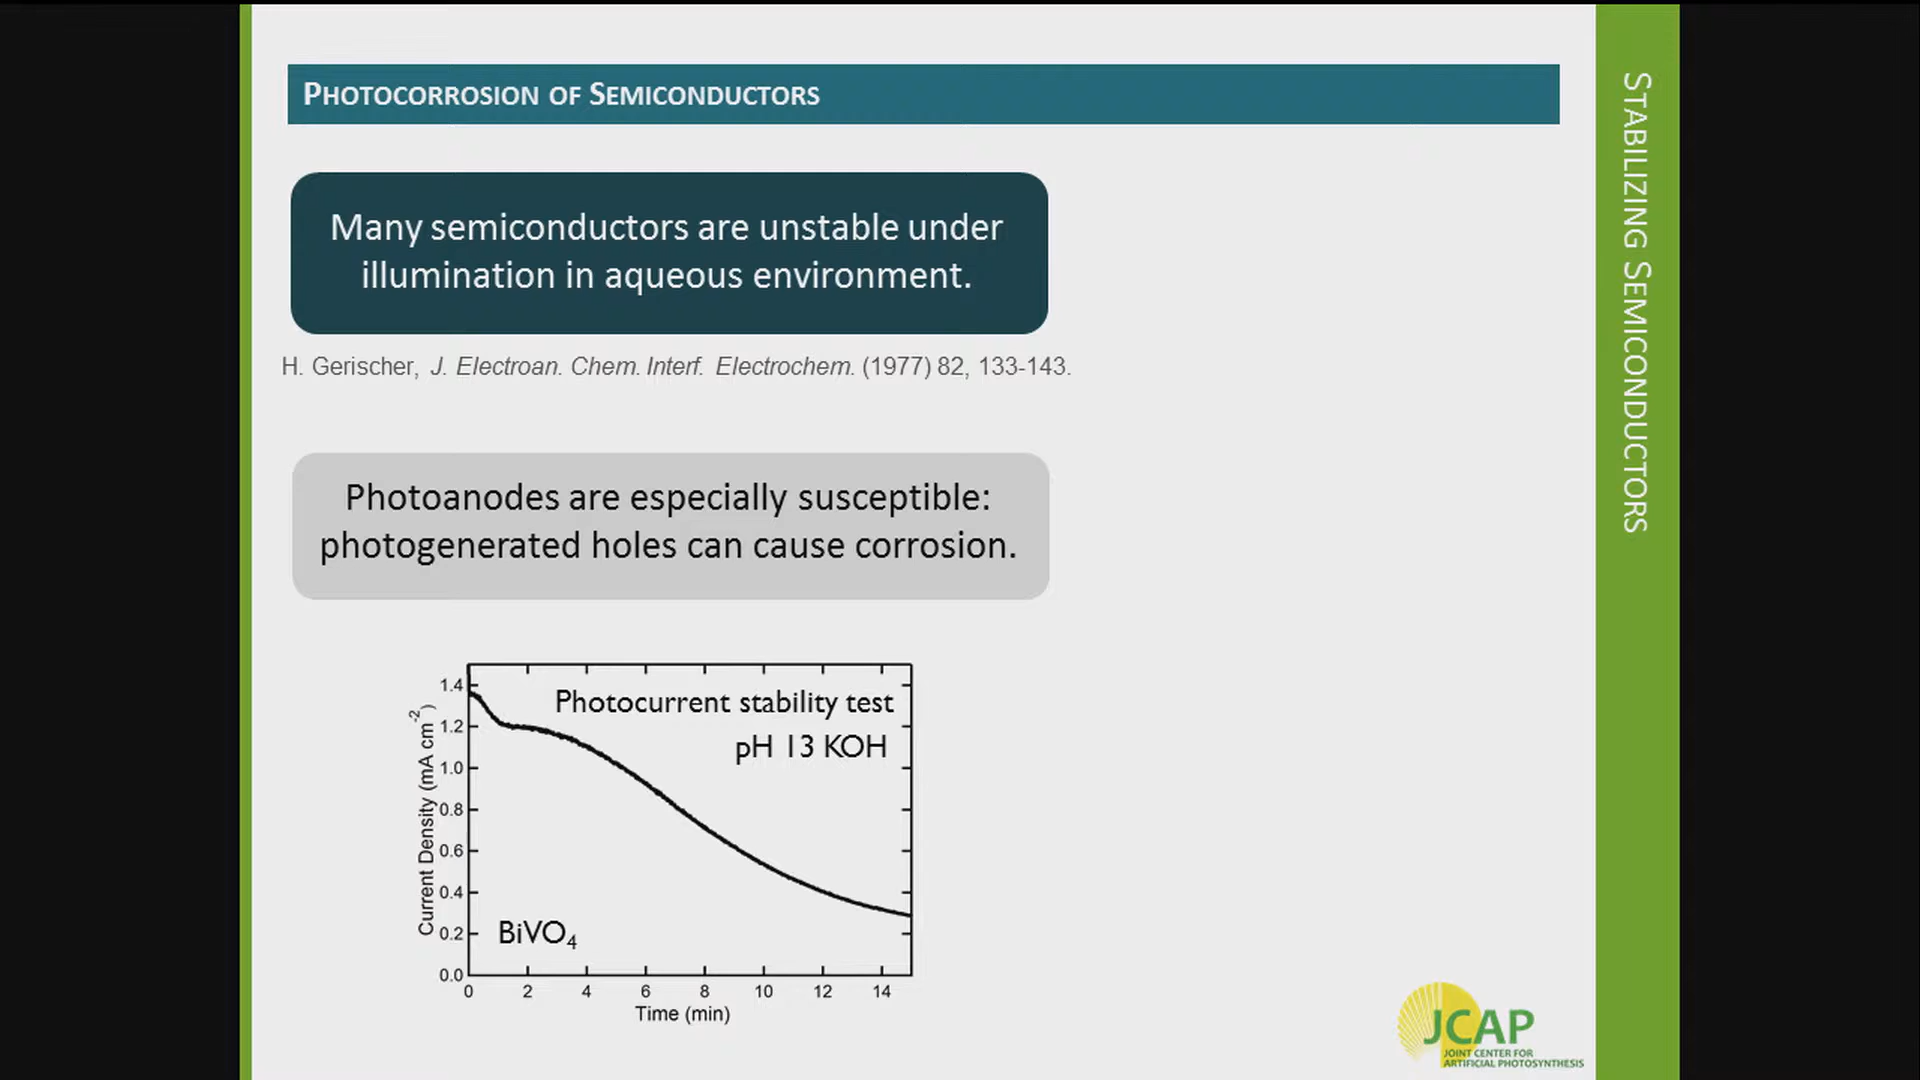 PHOTOCORROSION OF SEMICONDUCTORS
STABILIZING SEMICONDUCTORS
Many semiconductors are unstable under
illumination in aqueous environment.
H. Gerischer, J. Electroan. Chem. Interf. Electrochem. (1977) 82, 133-143.
Photoanodes are especially susceptible:
photogenerated holes can cause corrosion.
Photocurrent stability test
pH 13 KOH
BiVO₄
Current Density (mA cm⁻²)
1.4
1.2
1.0
0.8
0.6
0.4
0.2
0.0
0 2 4 6 8 10 12 14
Time (min)
JCAP
JOINT CENTER FOR
ARTIFICIAL PHOTOSYNTHESIS